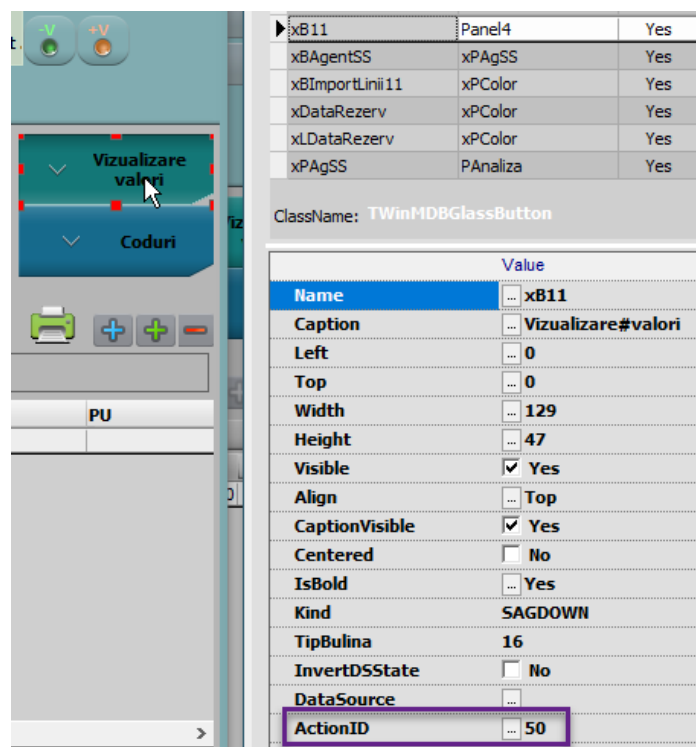 t.
-V
+V
Vizualizare
valori
Coduri
PU
xB11 Panel4 Yes
xBAgentSS xPAgSS Yes
xBImportLinii11 xPColor Yes
xDataRezerv xPColor Yes
xLDataRezerv xPColor Yes
xPAgSS PAnaliza Yes
ClassName: TWinMDBGlassButton
Value
Name ... xB11
Caption ... Vizualizare#valori
Left ... 0
Top ... 0
Width ... 129
Height ... 47
Visible Yes
Align ... Top
CaptionVisible Yes
Centered No
IsBold ... Yes
Kind SAGDOWN
TipBulina 16
InvertDSState No
DataSource ...
ActionID ... 50